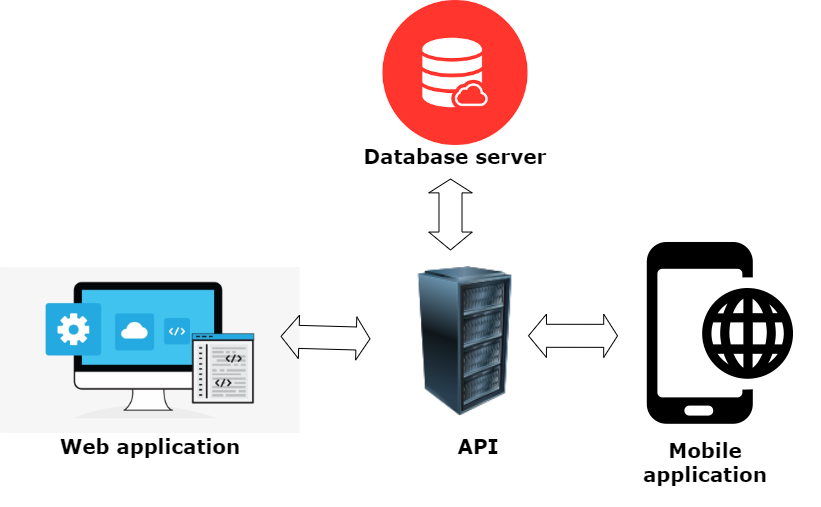 Database server
</>
</>
</>
Web application
API
Mobile
application